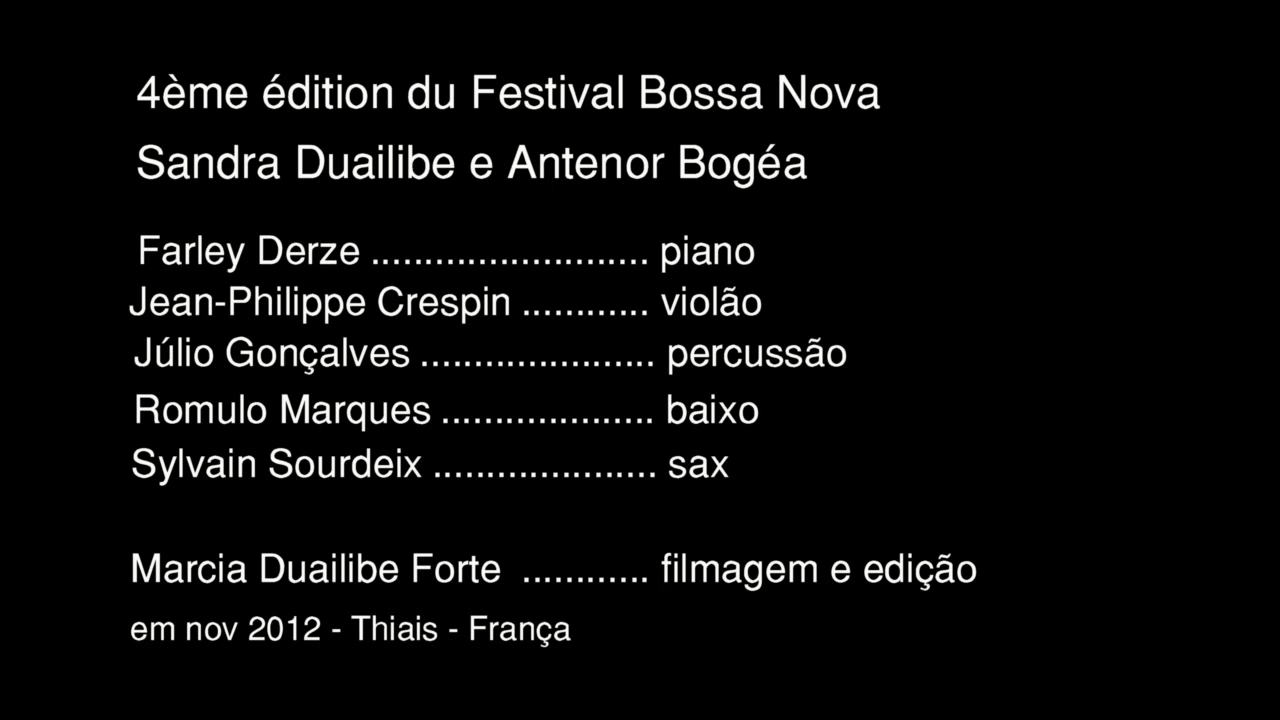 4ème édition du Festival Bossa Nova
Sandra Duailibe e Antenor Bogéa
Farley Derze .......................... piano
Jean-Philippe Crespin ............ violão
Júlio Gonçalves ...................... percussão
Romulo Marques .................... baixo
Sylvain Sourdeix ..................... sax
Marcia Duailibe Forte ............ filmagem e edição
em nov 2012 - Thiais - França